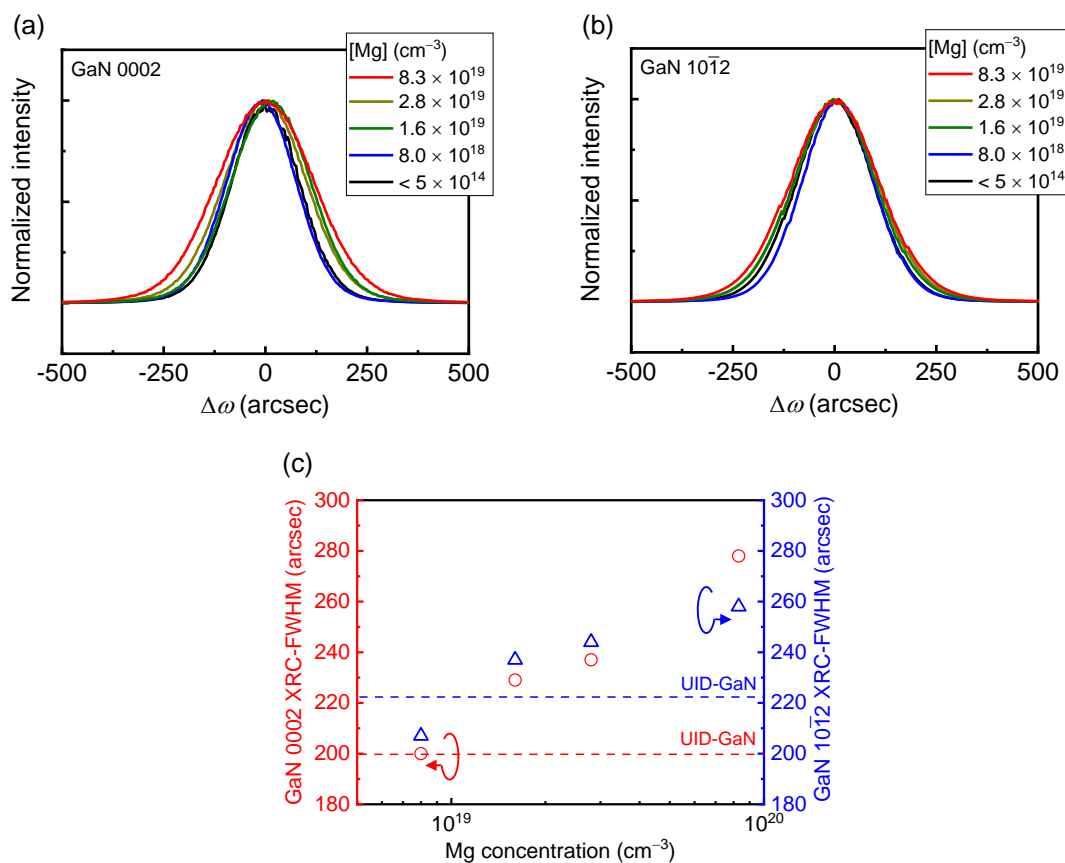 (a)
GaN 0002
[Mg] (cm⁻³)
8.3 × 10¹⁹
2.8 × 10¹⁹
1.6 × 10¹⁹
8.0 × 10¹⁸
< 5 × 10¹⁴
Normalized intensity
-500 -250 0 250 500
Δω (arcsec)
(b)
GaN 101̅2
[Mg] (cm⁻³)
8.3 × 10¹⁹
2.8 × 10¹⁹
1.6 × 10¹⁹
8.0 × 10¹⁸
< 5 × 10¹⁴
Normalized intensity
-500 -250 0 250 500
Δω (arcsec)
(c)
GaN 0002 XRC-FWHM (arcsec)
300
280
260
240
220
200
180
UID-GaN
UID-GaN
300
280
260
240
220
200
180
GaN 101̅2 XRC-FWHM (arcsec)
10¹⁹ 10²⁰
Mg concentration (cm⁻³)